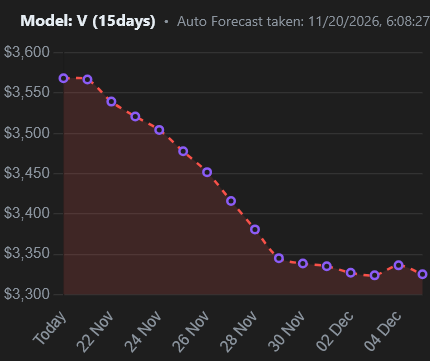 Model: V (15days) • Auto Forecast taken: 11/20/2026, 6:08:27
$3,600
$3,550
$3,500
$3,450
$3,400
$3,350
$3,300
Today
22 Nov
24 Nov
26 Nov
28 Nov
30 Nov
02 Dec
04 Dec